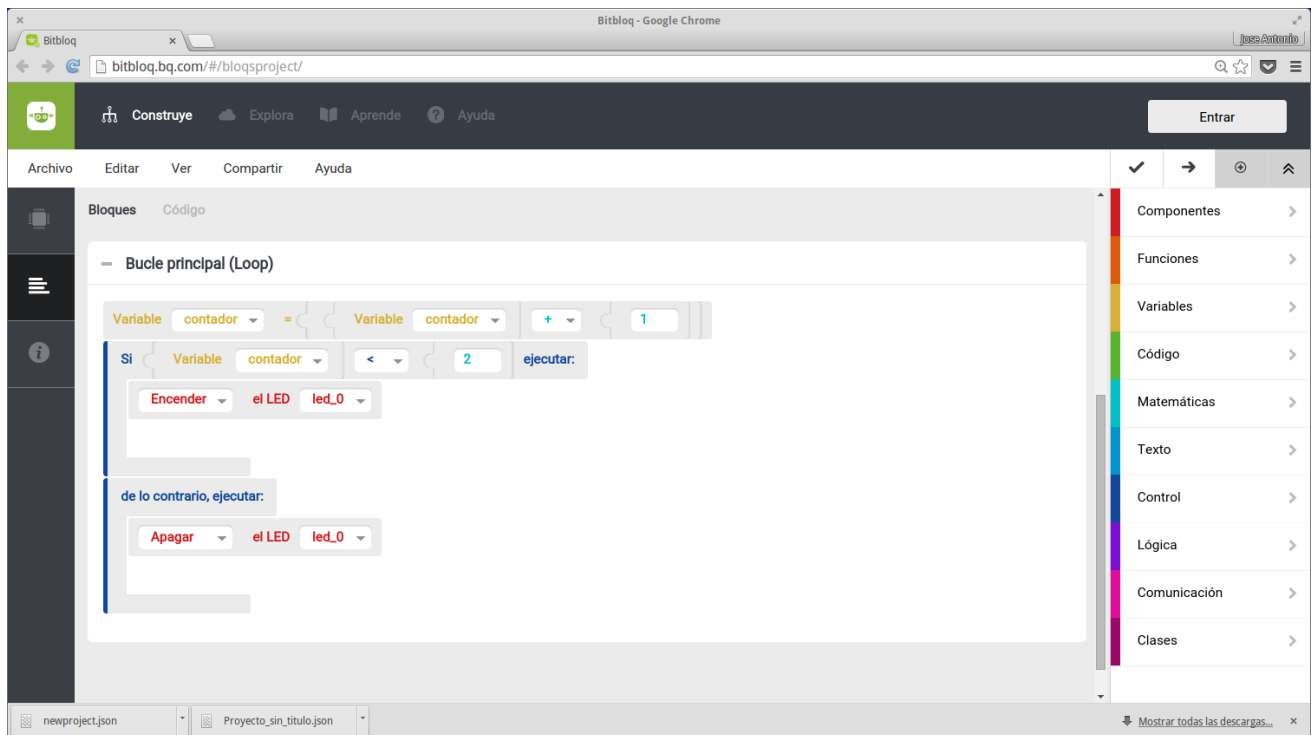 Bitbloq - Google Chrome
Bitbloq
Jose Antonio
bitbloq.bq.com/#/bloqsproject/
Construye Explora Aprende Ayuda
Entrar
Archivo Editar Ver Compartir Ayuda
Bloques Código
Bucle principal (Loop)
Variable contador = Variable contador + 1
Si Variable contador < 2 ejecutar:
Encender el LED led_0
de lo contrario, ejecutar:
Apagar el LED led_0
Componentes
Funciones
Variables
Código
Matemáticas
Texto
Control
Lógica
Comunicación
Clases
newproject.json Proyecto_sin_titulo.json Mostrar todas las descargas...